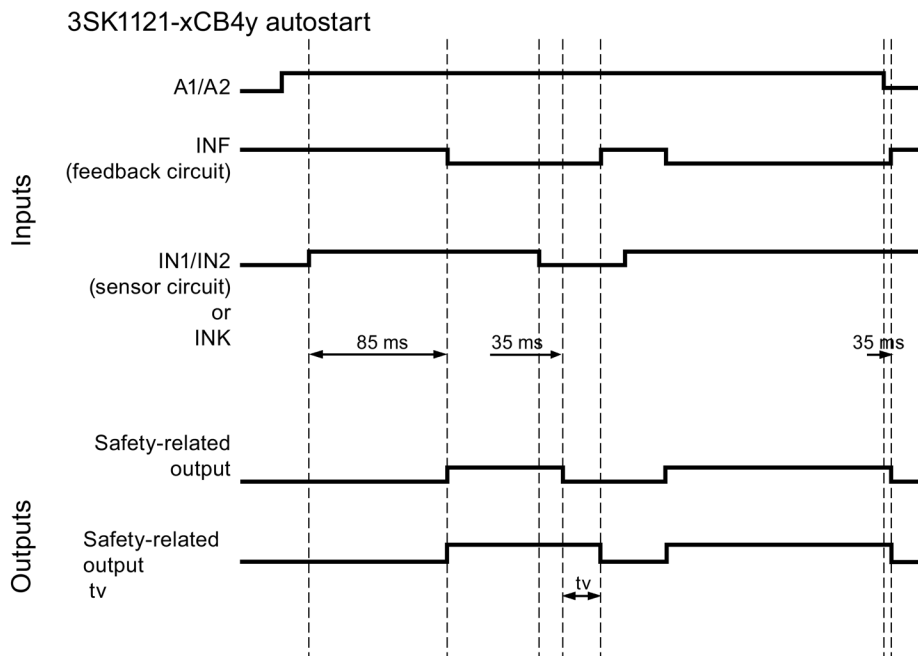 3SK1121-xCB4y autostart
Inputs
A1/A2
INF
(feedback circuit)
IN1/IN2
(sensor circuit)
or
INK
85 ms
35 ms
35 ms
Outputs
Safety-related
output
Safety-related
output
tv
tv